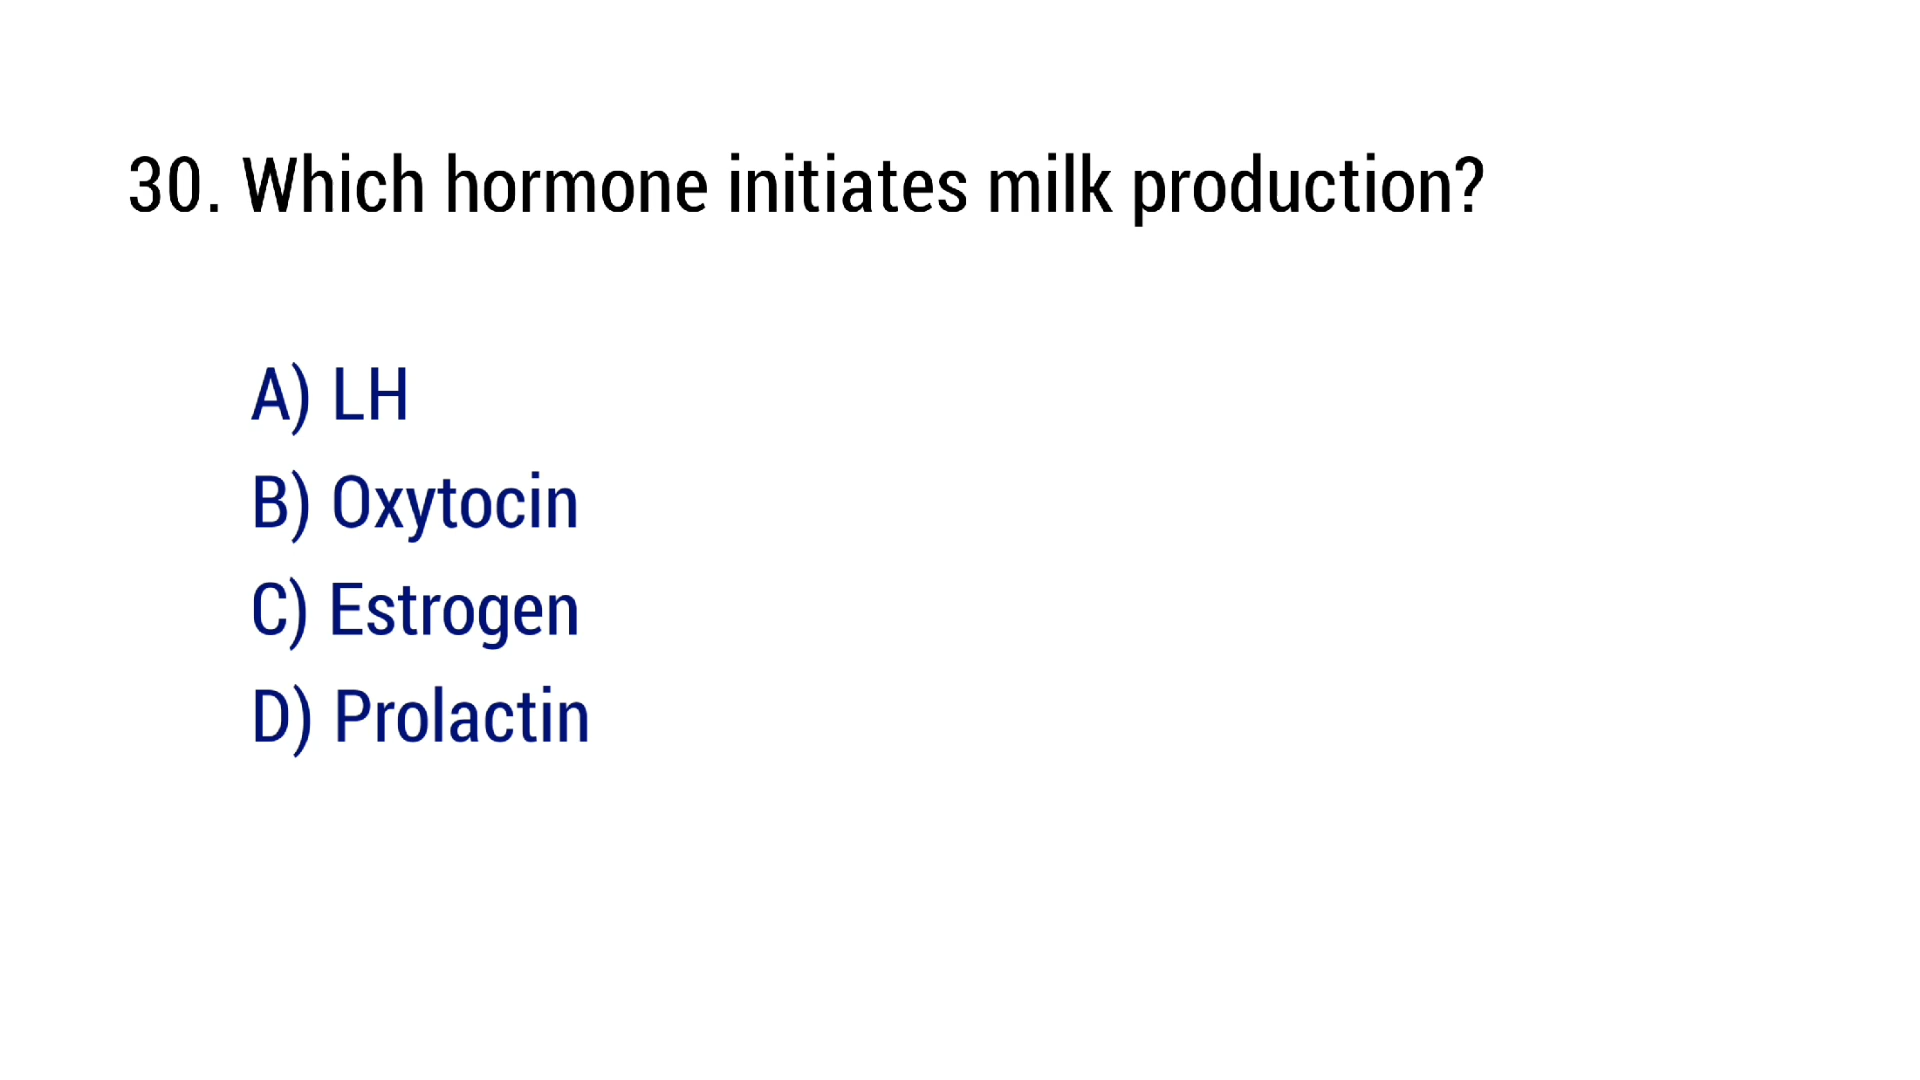 30. Which hormone initiates milk production?
A) LH
B) Oxytocin
C) Estrogen
D) Prolactin